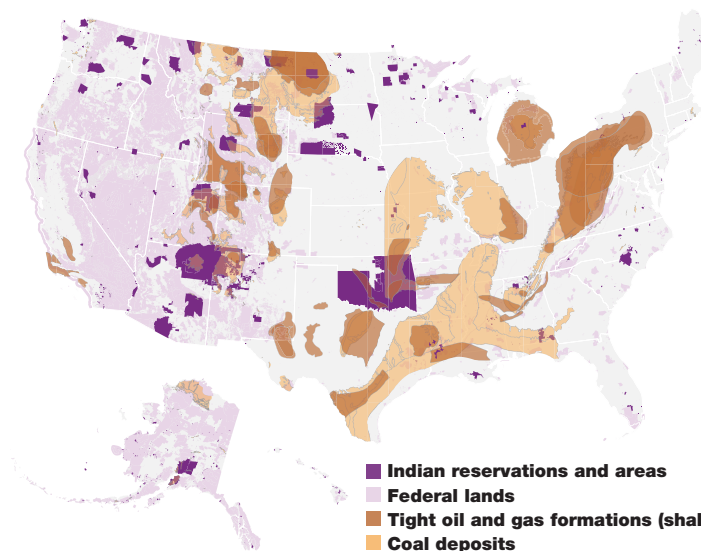 Indian reservations and areas
Federal lands
Tight oil and gas formations (shal
Coal deposits